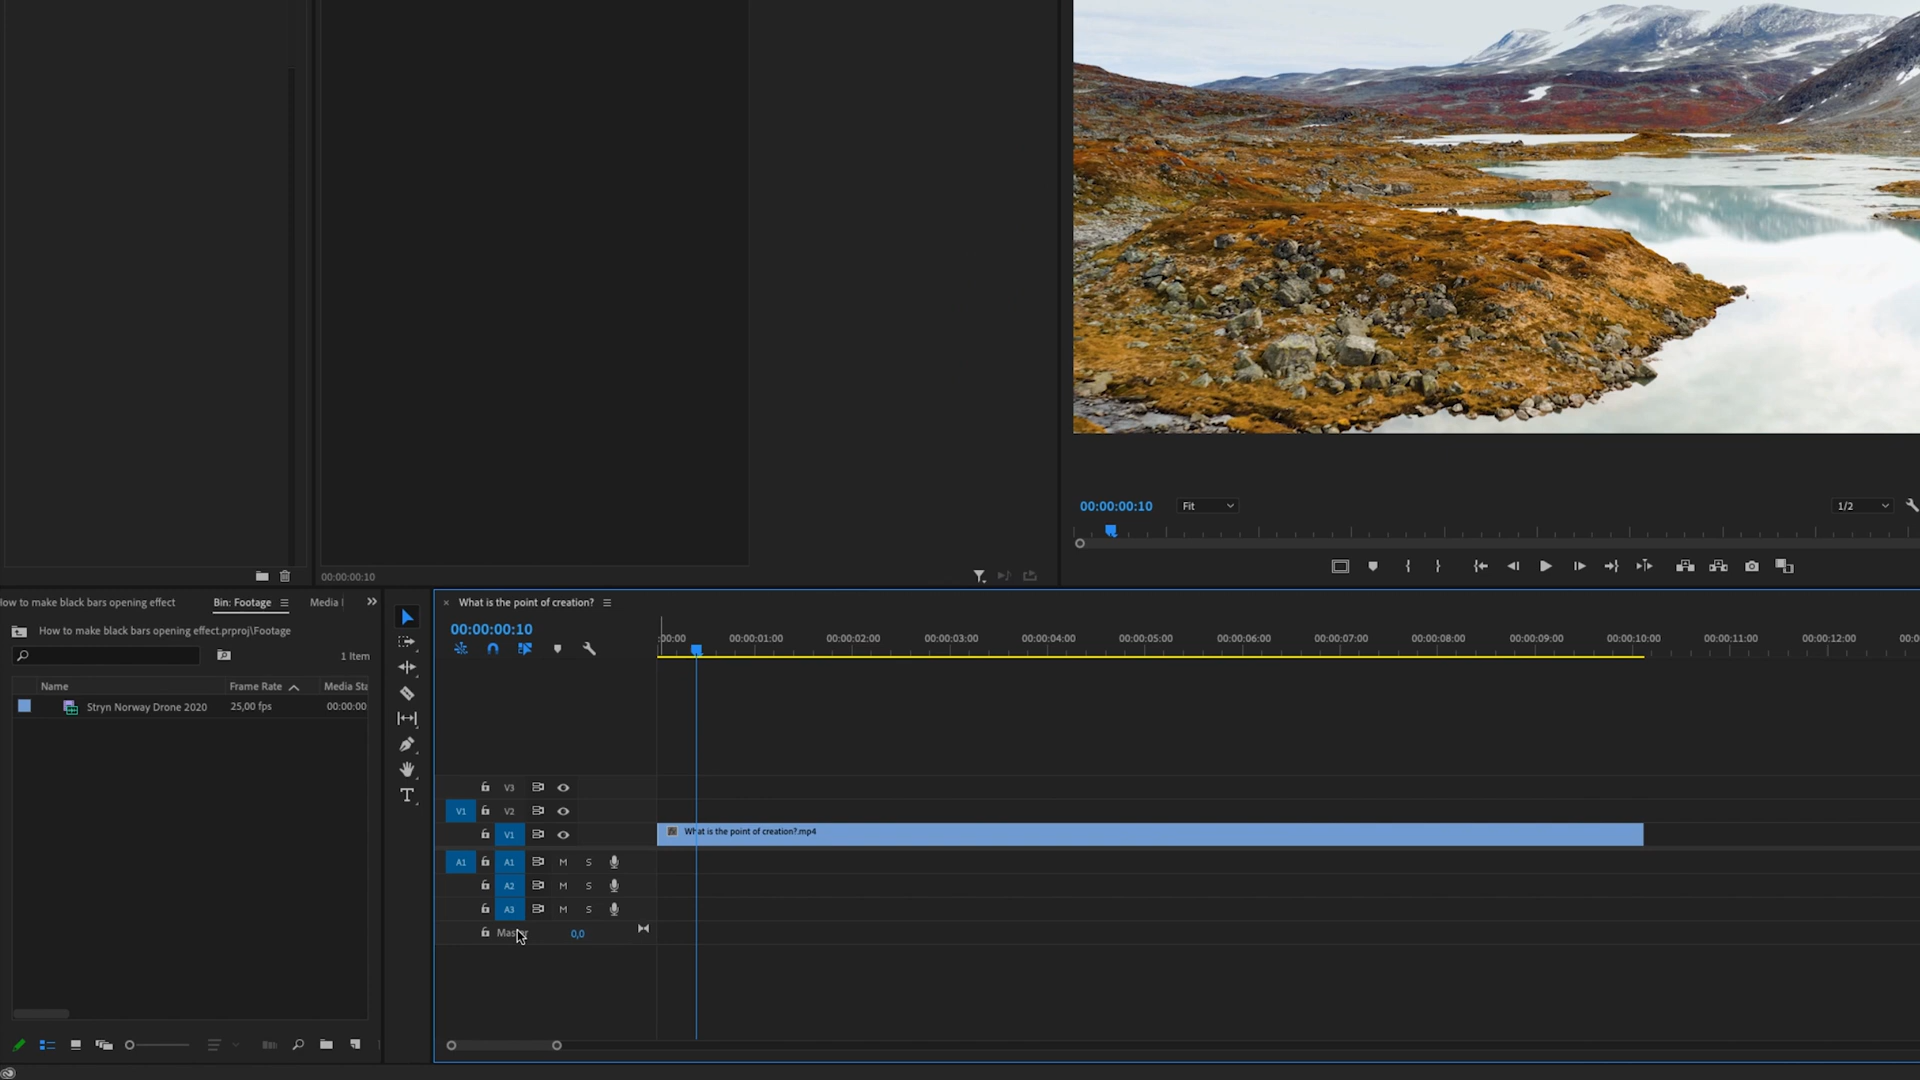 00:00:00:10
Fit
1/2
00:00:00:10
How to make black bars opening effect
Bin: Footage
Media
How to make black bars opening effect.prproj\Footage
1 Item
Name
Frame Rate
Media Sta
Stryn Norway Drone 2020
25,00 fps
00:00:00
What is the point of creation?
00:00:00:10
:00:00
00:00:01:00
00:00:02:00
00:00:03:00
00:00:04:00
00:00:05:00
00:00:06:00
00:00:07:00
00:00:08:00
00:00:09:00
00:00:10:00
00:00:11:00
00:00:12:00
00:0
V3
V1
V2
V1
What is the point of creation?.mp4
A1
A1
M
S
A2
M
S
A3
M
S
Master
0,0